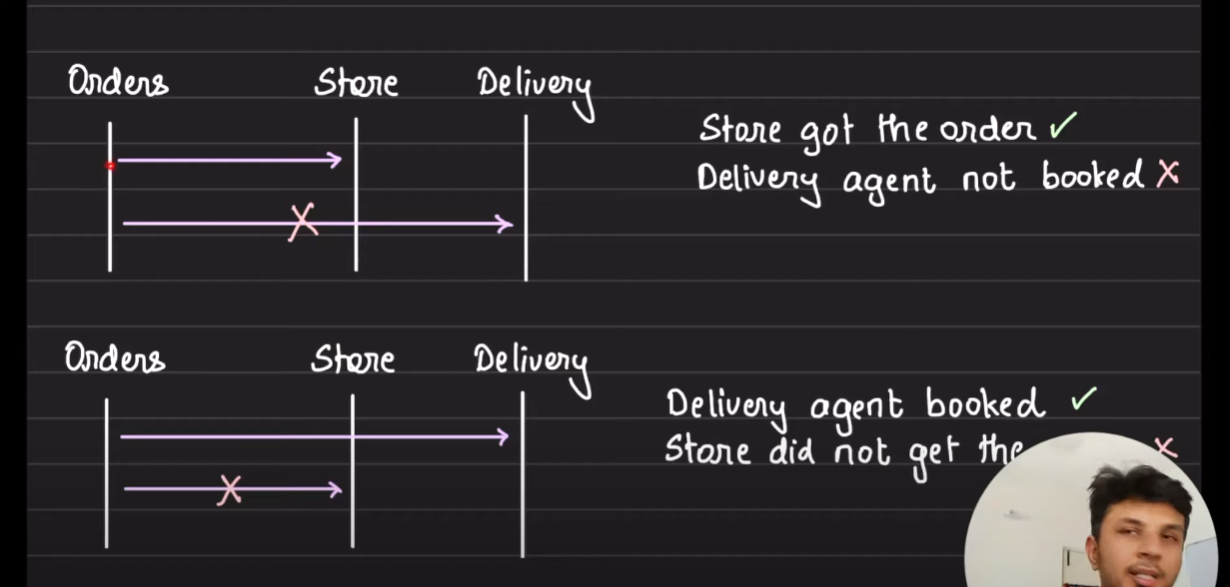 Orders Store Delivery
Store got the order ✓
Delivery agent not booked X
Orders Store Delivery
Delivery agent booked ✓
Store did not get the X